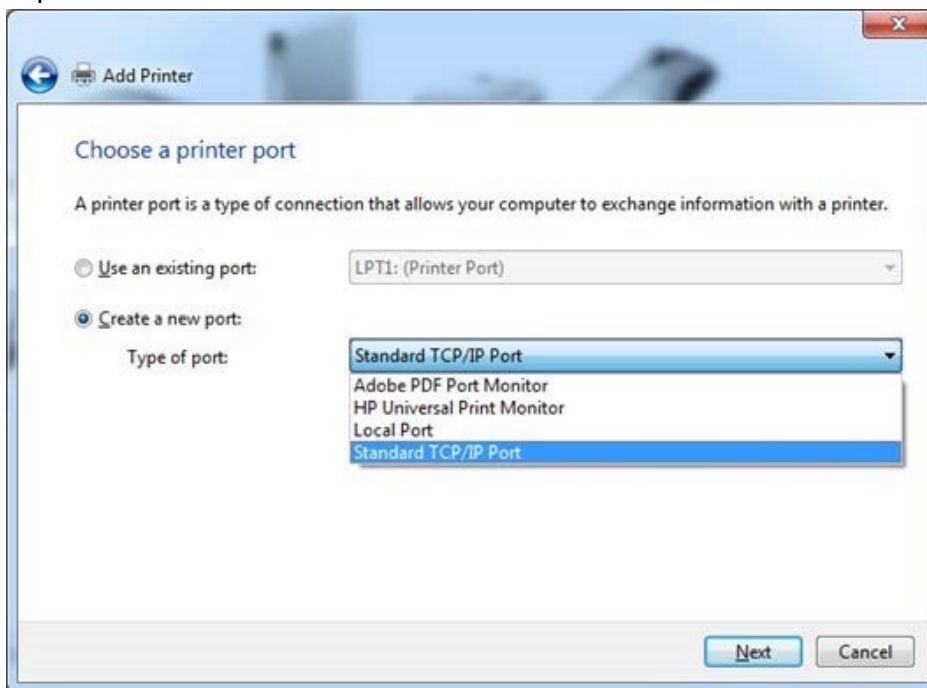 Add Printer
Choose a printer port
A printer port is a type of connection that allows your computer to exchange information with a printer.
Use an existing port: LPT1: (Printer Port)
Create a new port:
Type of port: Standard TCP/IP Port
Adobe PDF Port Monitor
HP Universal Print Monitor
Local Port
Standard TCP/IP Port
Next Cancel